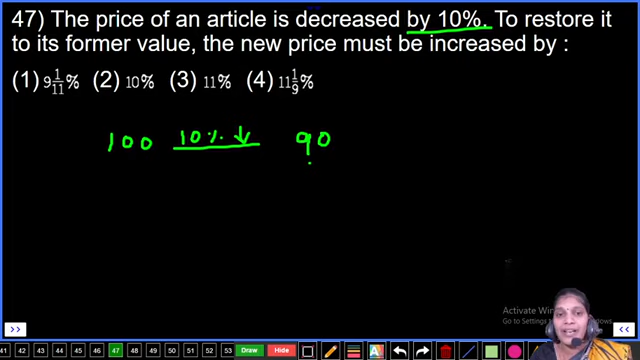 47) The price of an article is decreased by 10%. To restore it
to its former value, the new price must be increased by :
(1) 9 1/11% (2) 10% (3) 11% (4) 11 1/9%
100 10% ↓ 90
Activate Win
Go to Settings to ndows.
>> 41 42 43 44 45 46 47 48 49 50 51 52 53 Draw Hide A >>